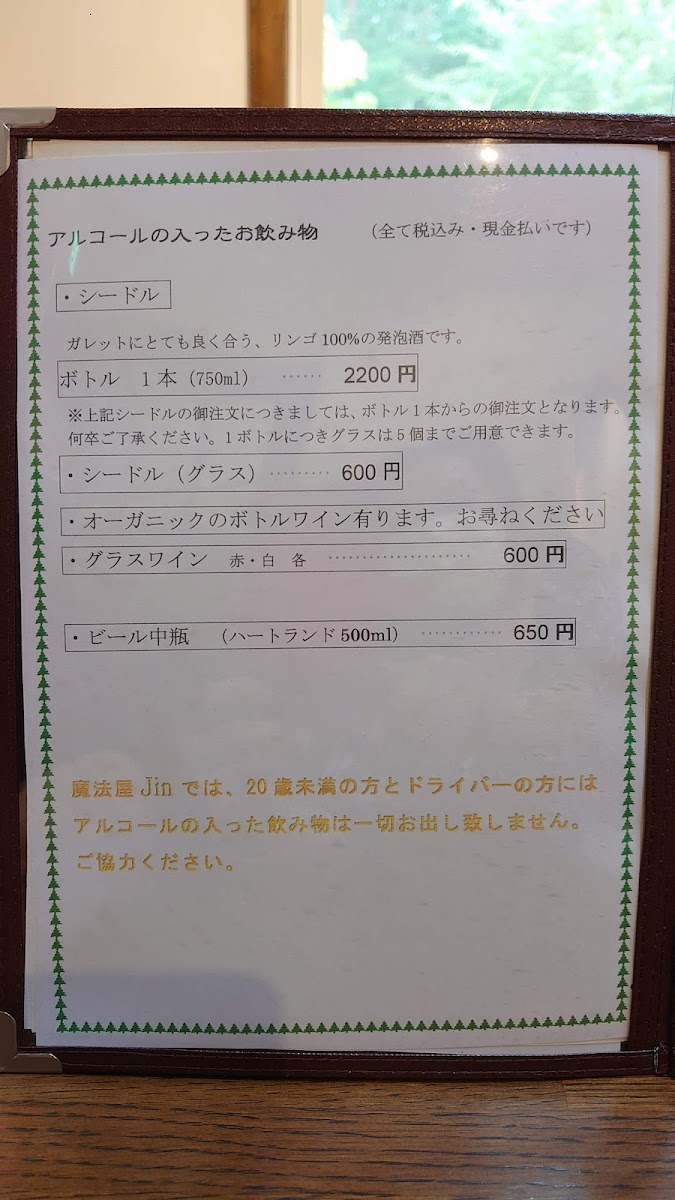 アルコールの入ったお飲み物　（全て税込み・現金払いです）
・シードル
ガレットにとても良く合う、リンゴ100%の発泡酒です。
ボトル　1本（750ml）　……　2200円
※上記シードルの御注文につきましては、ボトル1本からの御注文となります。
何卒ご了承ください。1ボトルにつきグラスは5個までご用意できます。
・シードル（グラス）………　600円
・オーガニックのボトルワイン有ります。お尋ねください
・グラスワイン　赤・白　各　……………………　600円
・ビール中瓶　（ハートランド500ml）　…………　650円
魔法屋Jinでは、20歳未満の方とドライバーの方には
アルコールの入った飲み物は一切お出し致しません。
ご協力ください。